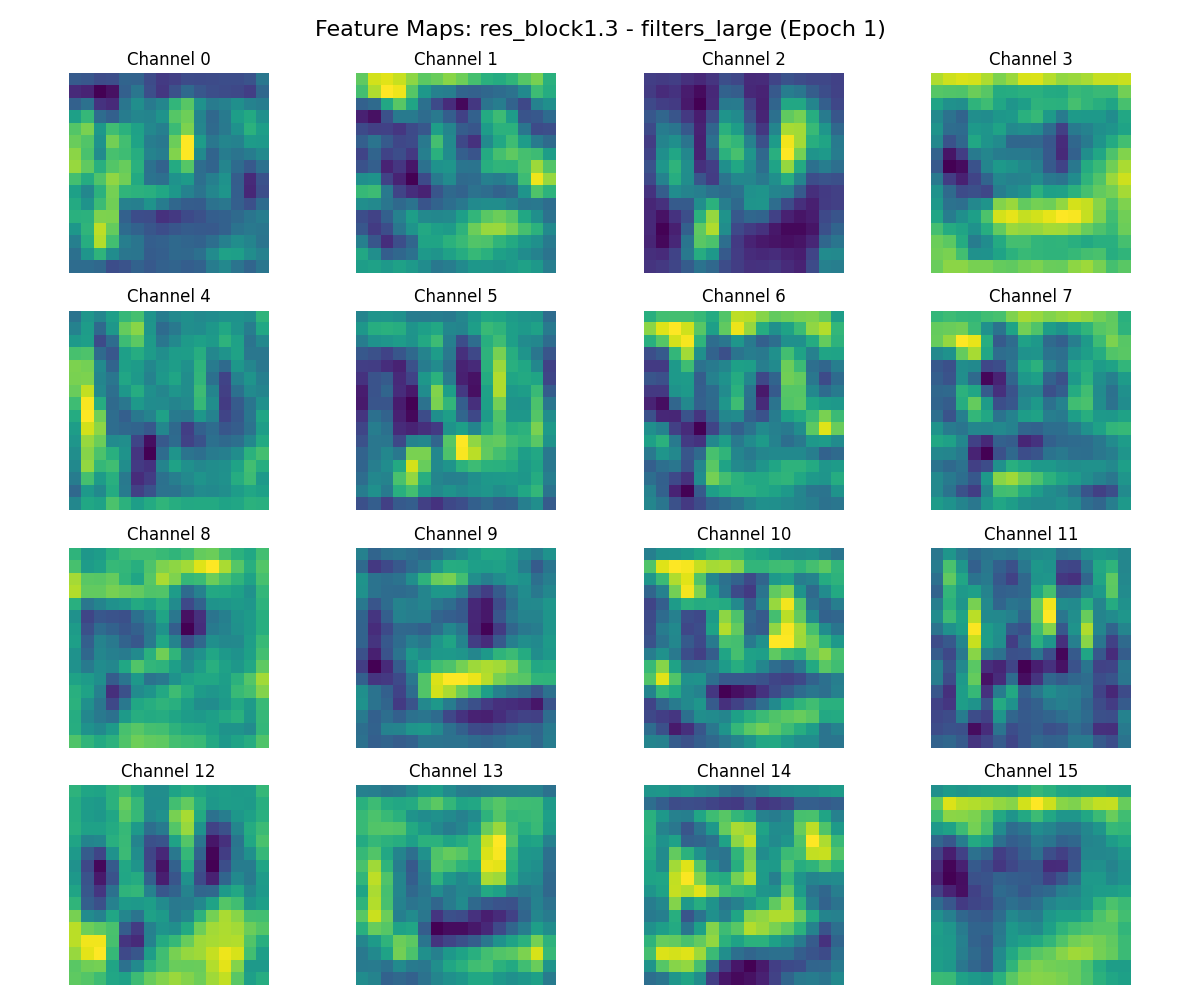 Feature Maps: res_block1.3 - filters_large (Epoch 1)
Channel 0 Channel 1 Channel 2 Channel 3
Channel 4 Channel 5 Channel 6 Channel 7
Channel 8 Channel 9 Channel 10 Channel 11
Channel 12 Channel 13 Channel 14 Channel 15